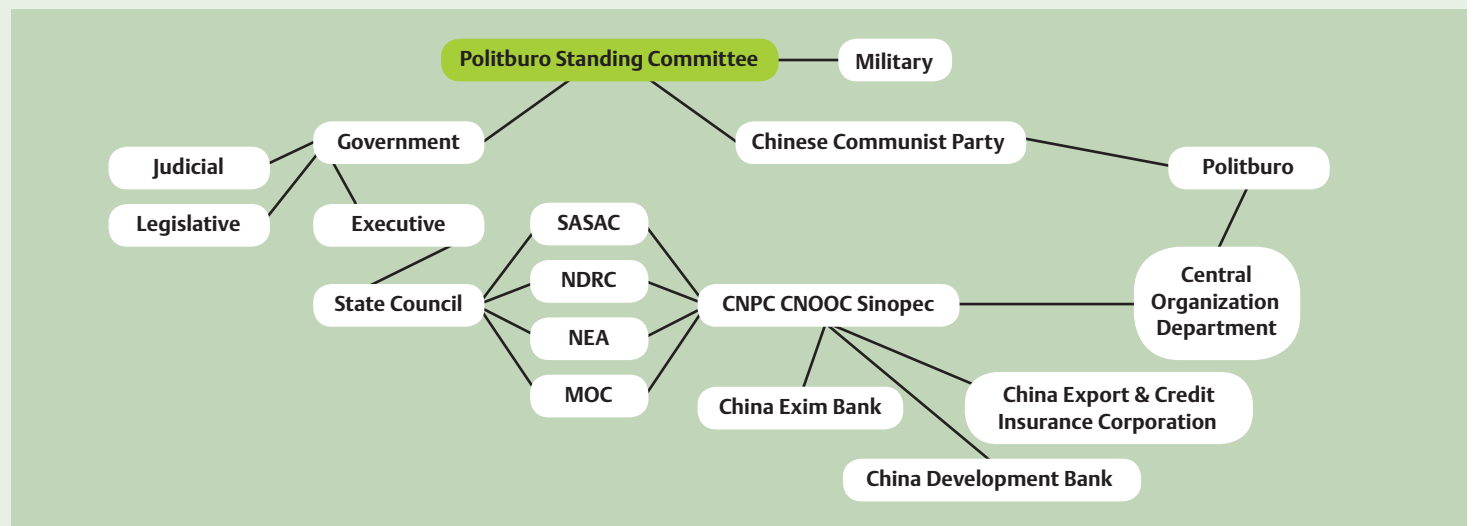 Politburo Standing Committee
Military
Government
Chinese Communist Party
Judicial
Politburo
Legislative
Executive
SASAC
NDRC
Central
Organization
Department
State Council
CNPC CNOOC Sinopec
NEA
MOC
China Exim Bank
China Export & Credit
Insurance Corporation
China Development Bank